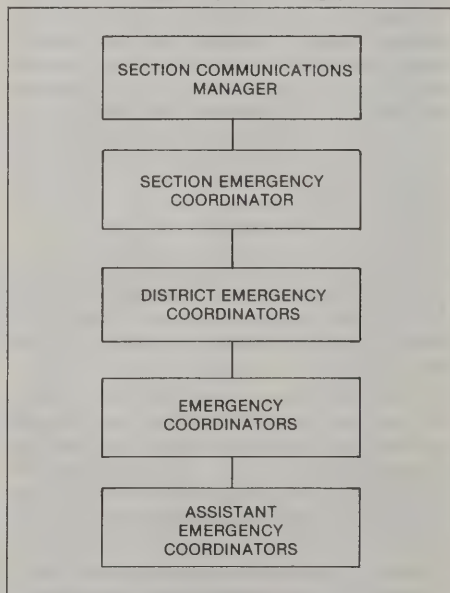 SECTION COMMUNICATIONS
MANAGER
SECTION EMERGENCY
COORDINATOR
DISTRICT EMERGENCY
COORDINATORS
EMERGENCY
COORDINATORS
ASSISTANT
EMERGENCY
COORDINATORS